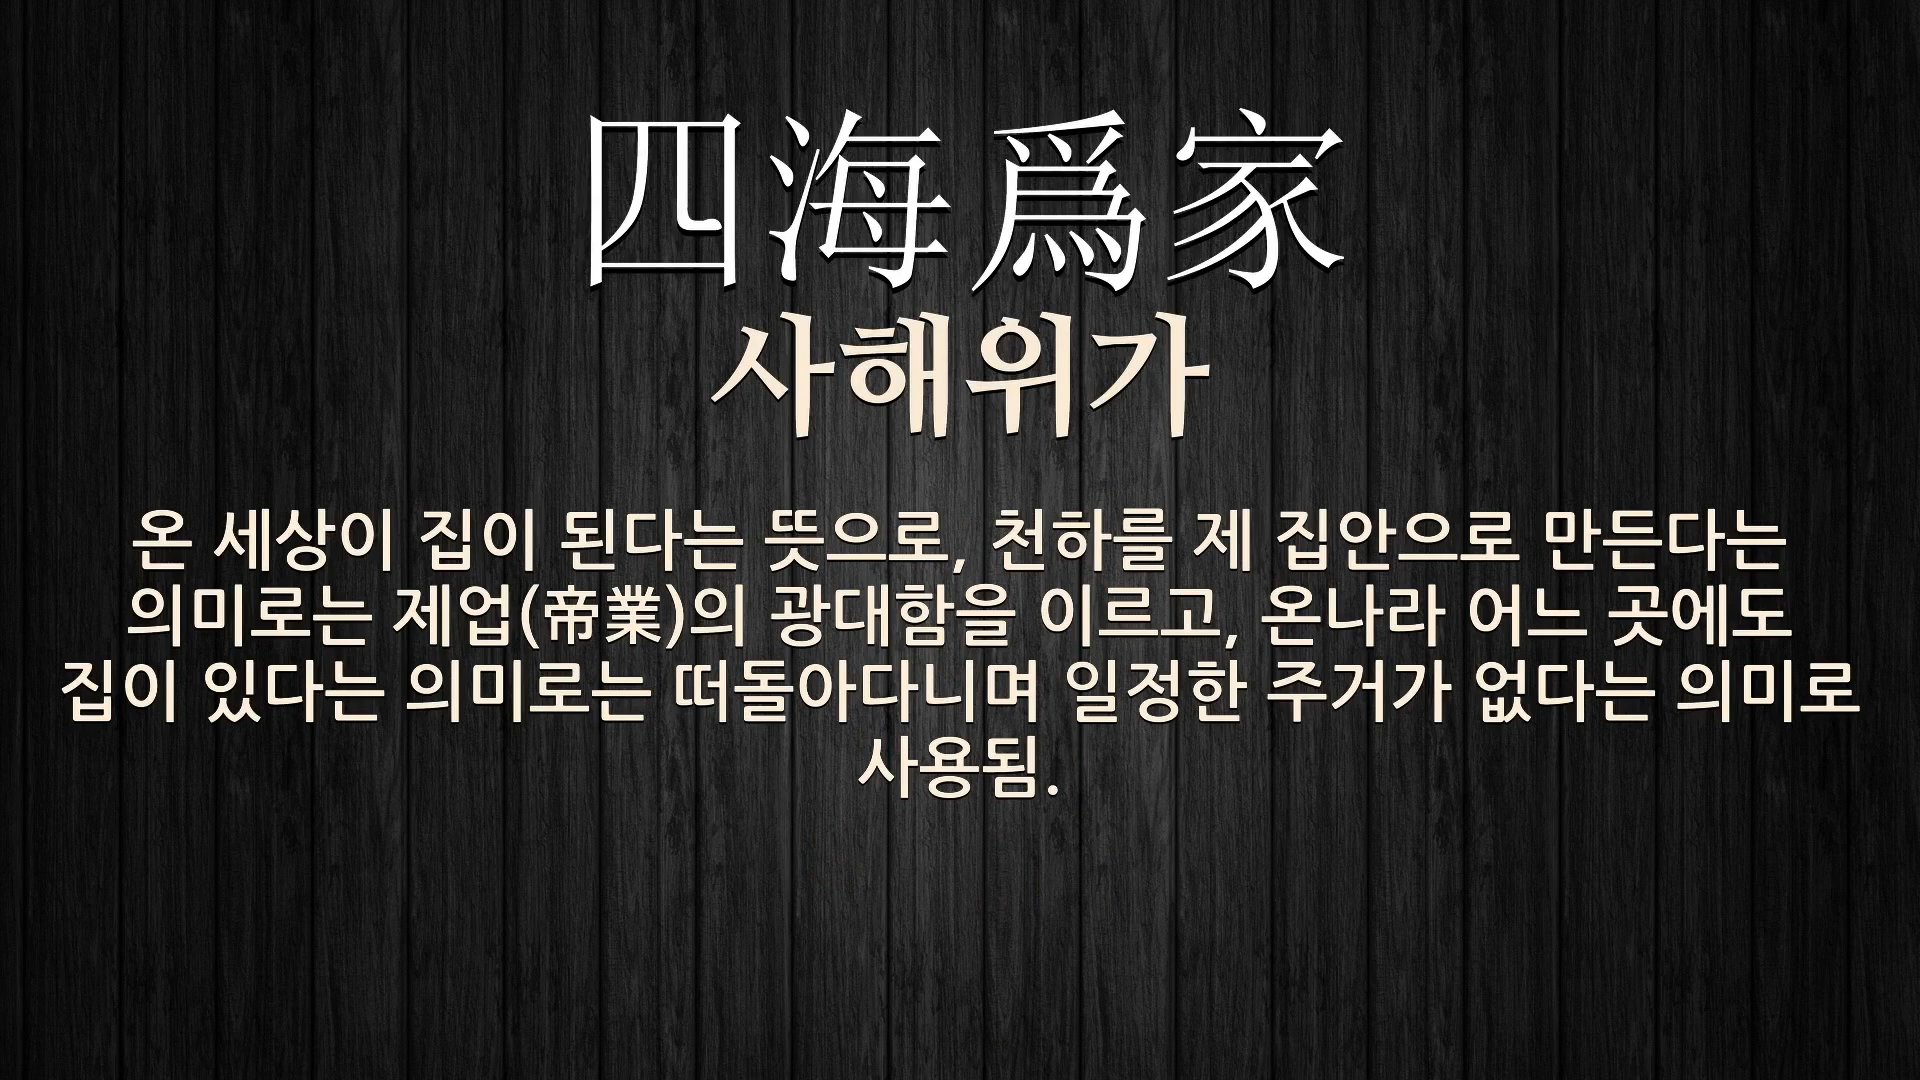 四海爲家
사해위가
온 세상이 집이 된다는 뜻으로, 천하를 제 집안으로 만든다는
의미로는 제업(帝業)의 광대함을 이르고, 온나라 어느 곳에도
집이 있다는 의미로는 떠돌아다니며 일정한 주거가 없다는 의미로
사용됨.